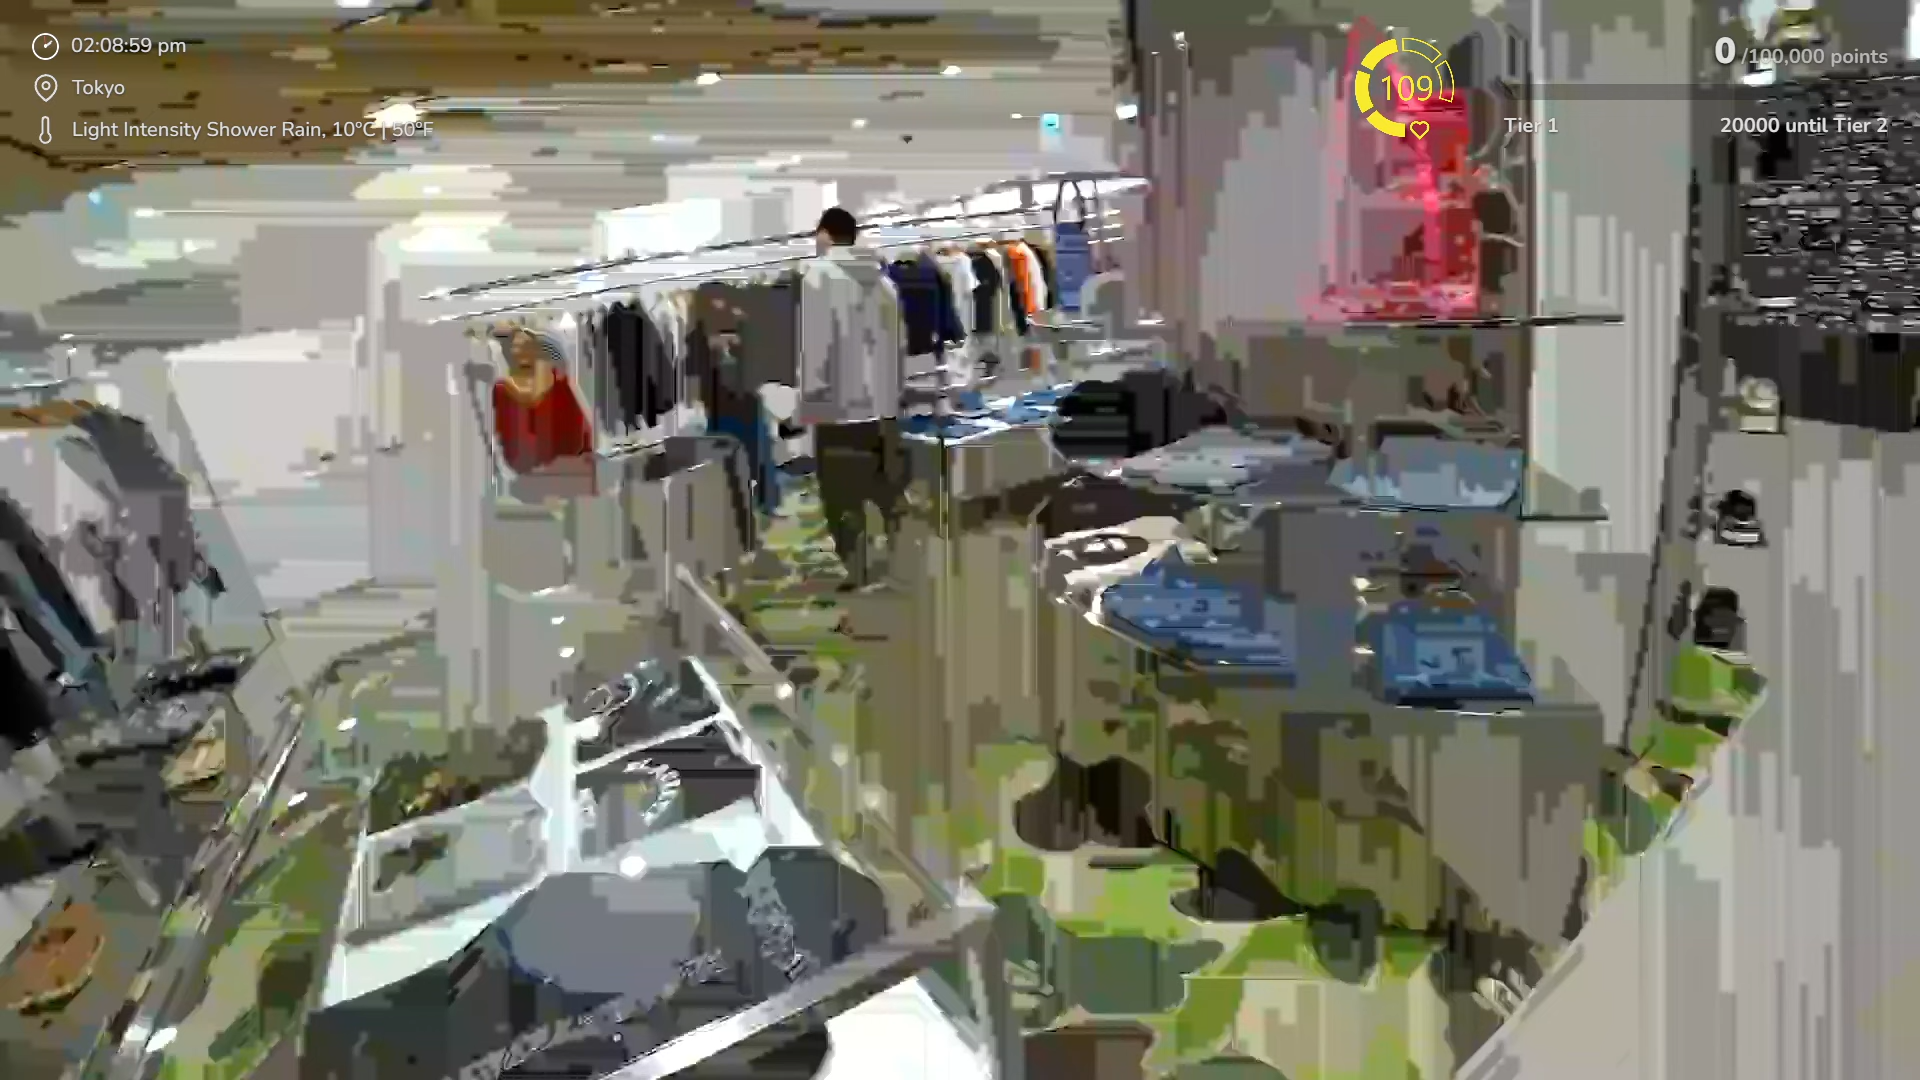 02:08:59 pm
Tokyo
Light Intensity Shower Rain, 10°C | 50°F
109
0 /100,000 points
Tier 1
20000 until Tier 2